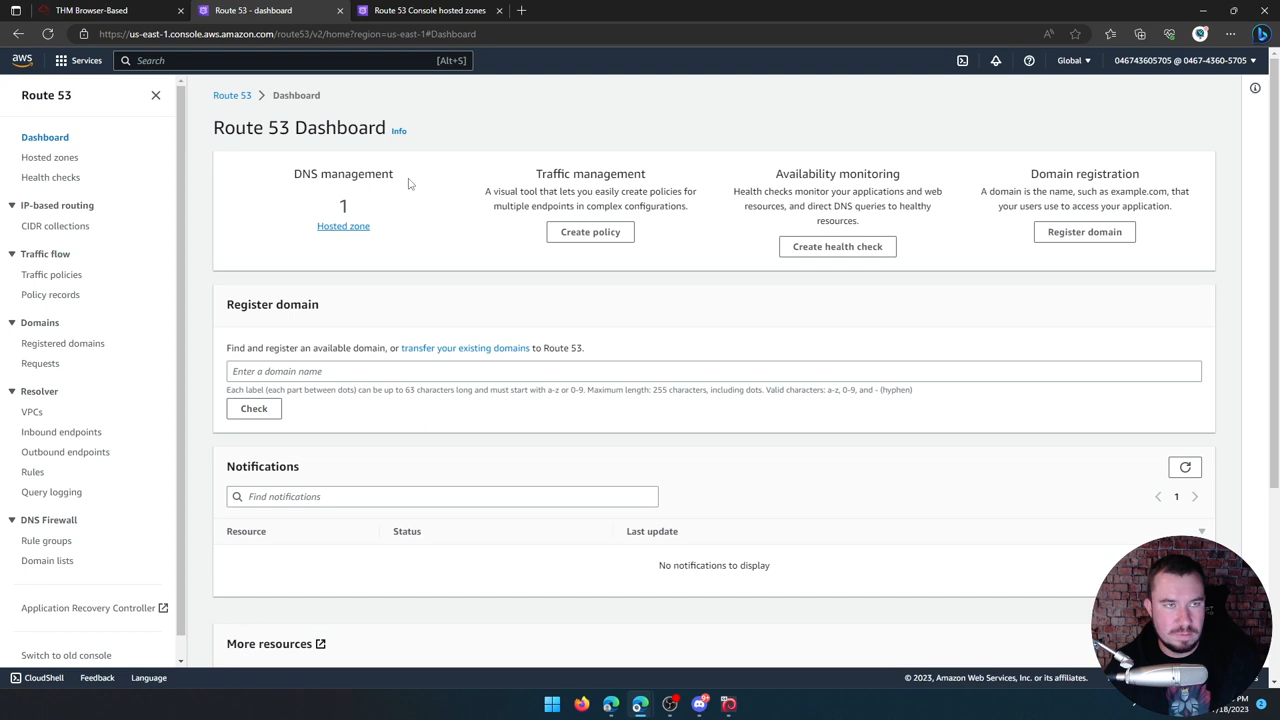 THM Browser-Based
Route 53 - dashboard
Route 53 Console hosted zones
https://us-east-1.console.aws.amazon.com/route53/v2/home?region=us-east-1#Dashboard
aws
Services
Search
[Alt+S]
Global
046743605705 @ 0467-4360-5705
Route 53
Dashboard
Hosted zones
Health checks
IP-based routing
CIDR collections
Traffic flow
Traffic policies
Policy records
Domains
Registered domains
Requests
Resolver
VPCs
Inbound endpoints
Outbound endpoints
Rules
Query logging
DNS Firewall
Rule groups
Domain lists
Application Recovery Controller
Switch to old console
Route 53
Dashboard
Route 53 Dashboard
Info
DNS management
1
Hosted zone
Traffic management
A visual tool that lets you easily create policies for
multiple endpoints in complex configurations.
Create policy
Availability monitoring
Health checks monitor your applications and web
resources, and direct DNS queries to healthy
resources.
Create health check
Domain registration
A domain is the name, such as example.com, that
your users use to access your application.
Register domain
Register domain
Find and register an available domain, or transfer your existing domains to Route 53.
Enter a domain name
Each label (each part between dots) can be up to 63 characters long and must start with a-z or 0-9. Maximum length: 255 characters, including dots. Valid characters: a-z, 0-9, and - (hyphen)
Check
Notifications
Find notifications
1
Resource
Status
Last update
No notifications to display
More resources
CloudShell
Feedback
Language
© 2023, Amazon Web Services, Inc. or its affiliates.